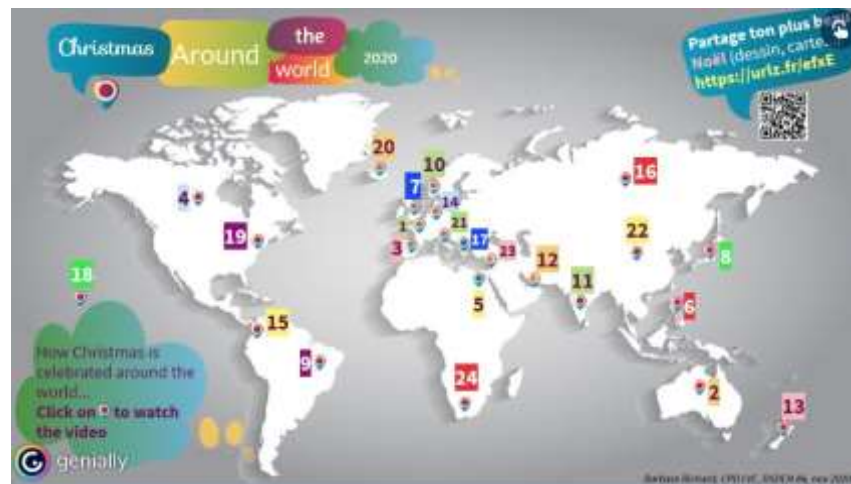 Christmas
Around
the
world
2020
Partage ton plus
Noël (dessin, carte,
https://urlz.fr/efxE
20
10
16
7
4
14
1
21
19
17
22
3
23
12
8
18
11
5
6
15
9
24
2
13
How Christmas is
celebrated around the
world...
Click on to watch
the video
genially